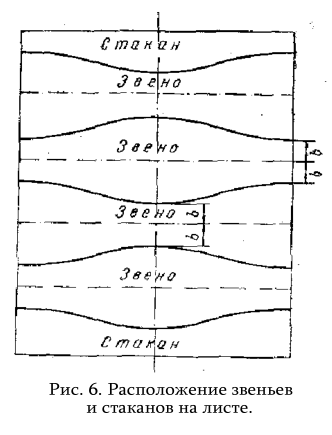 Стакан
Звено
Звено
b
b
Звено
b
b
Звено
Стакан
Рис. 6. Расположение звеньев
и стаканов на листе.